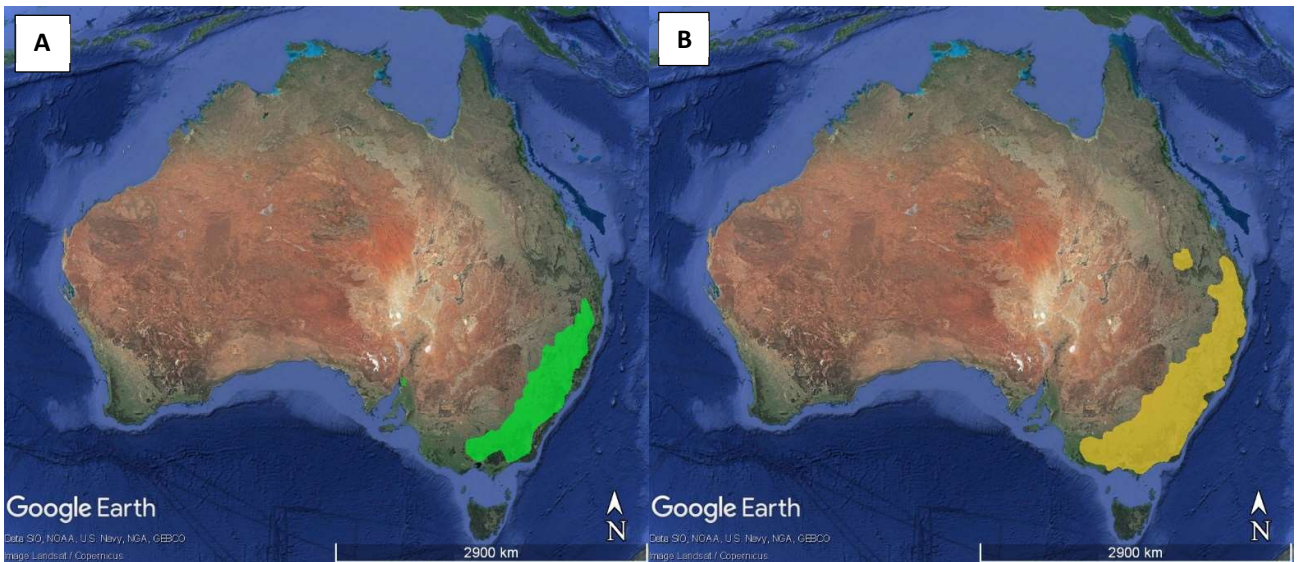 A
Google Earth
Data SIO, NOAA, U.S. Navy, NGA, GEBCO
Image Landsat / Copernicus
N
2900 km
B
Google Earth
Data SIO, NOAA, U.S. Navy, NGA, GEBCO
Image Landsat / Copernicus
N
2900 km